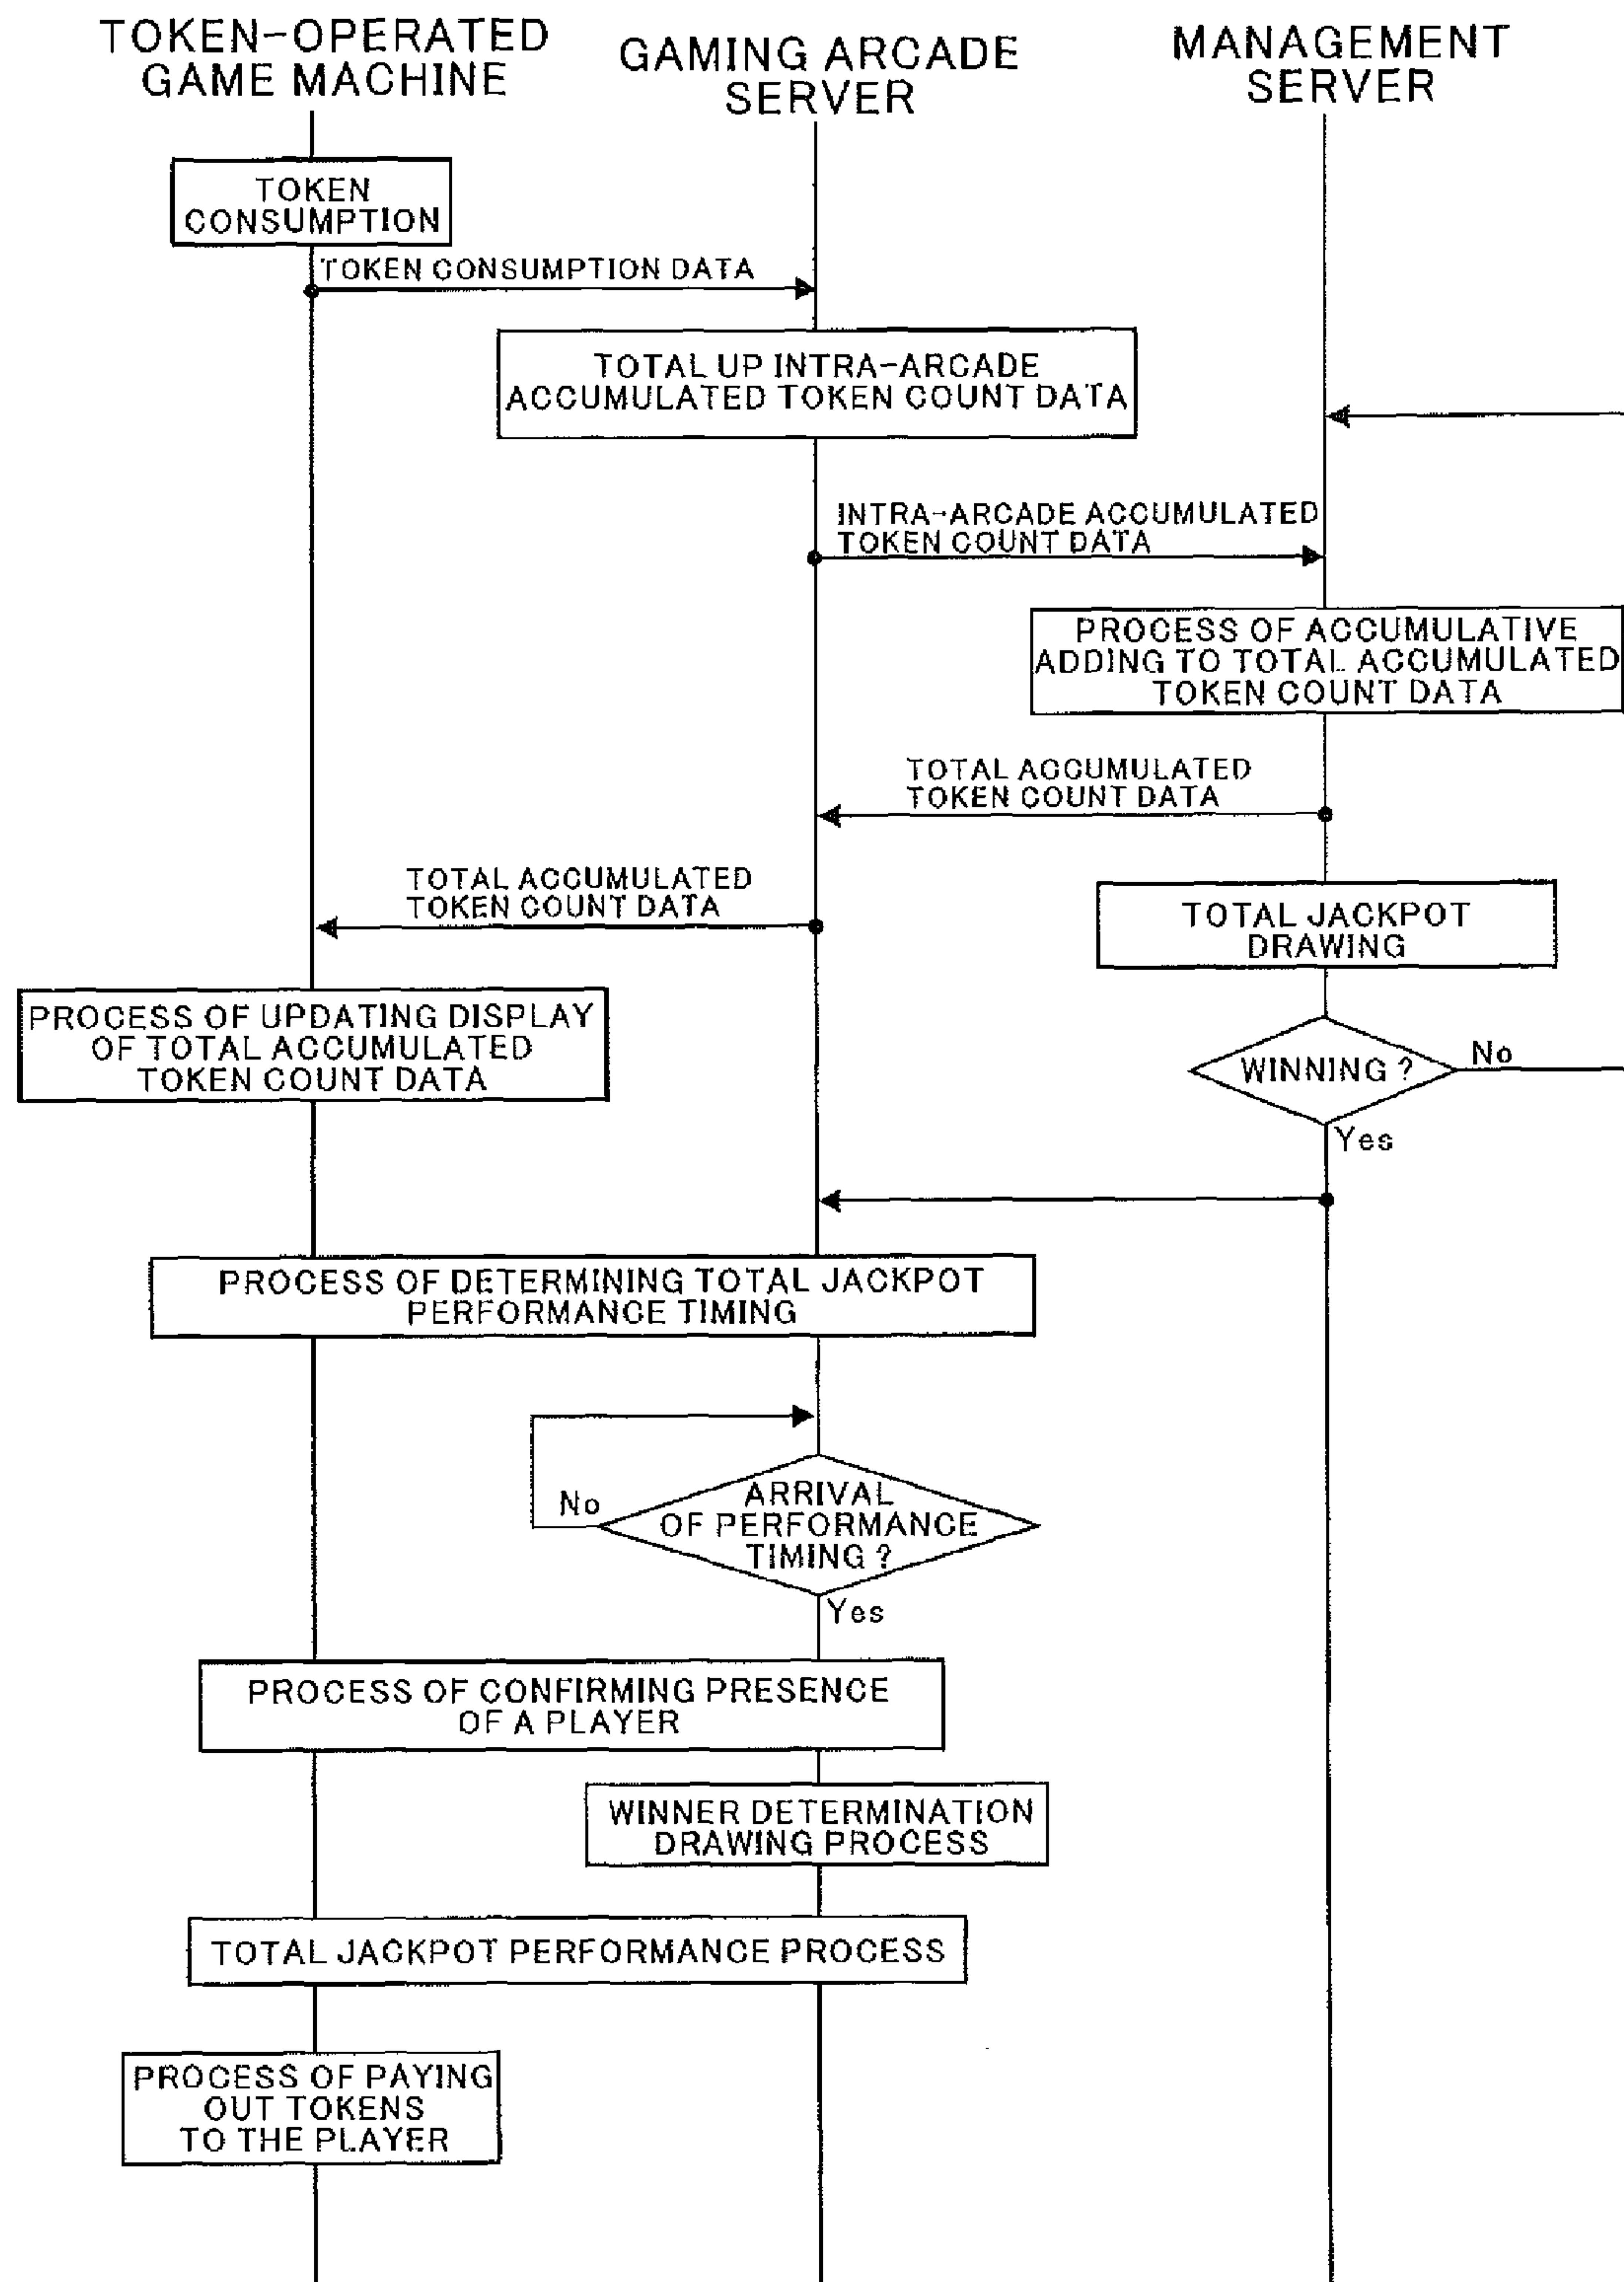 TOKEN-OPERATED
GAME MACHINE
GAMING ARCADE
SERVER
MANAGEMENT
SERVER
TOKEN
CONSUMPTION
TOKEN CONSUMPTION DATA
TOTAL UP INTRA-ARCADE
ACCUMULATED TOKEN COUNT DATA
INTRA-ARCADE ACCUMULATED
TOKEN COUNT DATA
PROCESS OF ACCUMULATIVE
ADDING TO TOTAL ACCUMULATED
TOKEN COUNT DATA
TOTAL ACCUMULATED
TOKEN COUNT DATA
TOTAL ACCUMULATED
TOKEN COUNT DATA
TOTAL JACKPOT
DRAWING
PROCESS OF UPDATING DISPLAY
OF TOTAL ACCUMULATED
TOKEN COUNT DATA
WINNING ?
No
Yes
PROCESS OF DETERMINING TOTAL JACKPOT
PERFORMANCE TIMING
No
ARRIVAL
OF PERFORMANCE
TIMING ?
Yes
PROCESS OF CONFIRMING PRESENCE
OF A PLAYER
WINNER DETERMINATION
DRAWING PROCESS
TOTAL JACKPOT PERFORMANCE PROCESS
PROCESS OF PAYING
OUT TOKENS
TO THE PLAYER